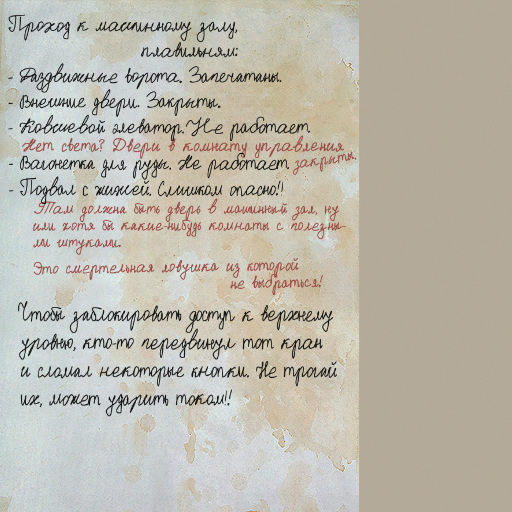 Проход к машинному залу,
плавильням:
- Раздвижные ворота. Запечатаны.
- Внешние двери. Закрыты.
- Ковшевой элеватор. Не работает
Нет света? Двери в комнату управления
закрыты.
- Вагонетка для руды. Не работает
- Подвал с жижей. Слишком опасно!!
Там должна быть дверь в машинный зал, ну
или хотя бы какие-нибудь комнаты с полезны-
ми штуками.
Это смертельная ловушка из которой
не выбраться!
Чтобы заблокировать доступ к верхнему
уровню, кто-то передвинул тот кран
и сломал некоторые кнопки. Не трогай
их, может ударить током!!